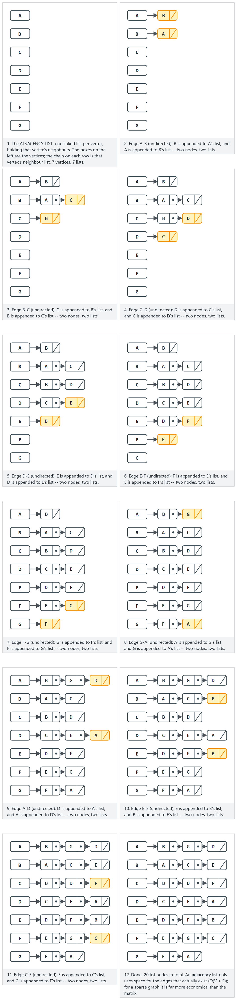 A
B
C
D
E
F
G
1. The ADJACENCY LIST: one linked list per vertex,
holding that vertex's neighbours. The boxes on the
left are the vertices; the chain on each row is that
vertex's neighbour list. 7 vertices, 7 lists.
A B
B A
C
D
E
F
G
2. Edge A-B (undirected): B is appended to A's list, and
A is appended to B's list -- two nodes, two lists.
A B
B A C
C B
D
E
F
G
3. Edge B-C (undirected): C is appended to B's list, and
B is appended to C's list -- two nodes, two lists.
A B
B A C
C B D
D C
E
F
G
4. Edge C-D (undirected): D is appended to C's list,
and C is appended to D's list -- two nodes, two lists.
A B
B A C
C B D
D C E
E D
F
G
5. Edge D-E (undirected): E is appended to D's list, and
D is appended to E's list -- two nodes, two lists.
A B
B A C
C B D
D C E
E D F
F E
G
6. Edge E-F (undirected): F is appended to E's list, and
E is appended to F's list -- two nodes, two lists.
A B
B A C
C B D
D C E
E D F
F E G
G F
7. Edge F-G (undirected): G is appended to F's list, and
F is appended to G's list -- two nodes, two lists.
A B G
B A C
C B D
D C E
E D F
F E G
G F A
8. Edge G-A (undirected): A is appended to G's list,
and G is appended to A's list -- two nodes, two lists.
A B G D
B A C
C B D
D C E A
E D F
F E G
G F A
9. Edge A-D (undirected): D is appended to A's list,
and A is appended to D's list -- two nodes, two lists.
A B G D
B A C E
C B D
D C E A
E D F B
F E G
G F A
10. Edge B-E (undirected): E is appended to B's list,
and B is appended to E's list -- two nodes, two lists.
A B G D
B A C E
C B D F
D C E A
E D F B
F E G C
G F A
11. Edge C-F (undirected): F is appended to C's list,
and C is appended to F's list -- two nodes, two lists.
A B G D
B A C E
C B D F
D C E A
E D F B
F E G C
G F A
12. Done: 20 list nodes in total. An adjacency list only
uses space for the edges that actually exist (O(V + E));
for a sparse graph it is far more economical than the
matrix.